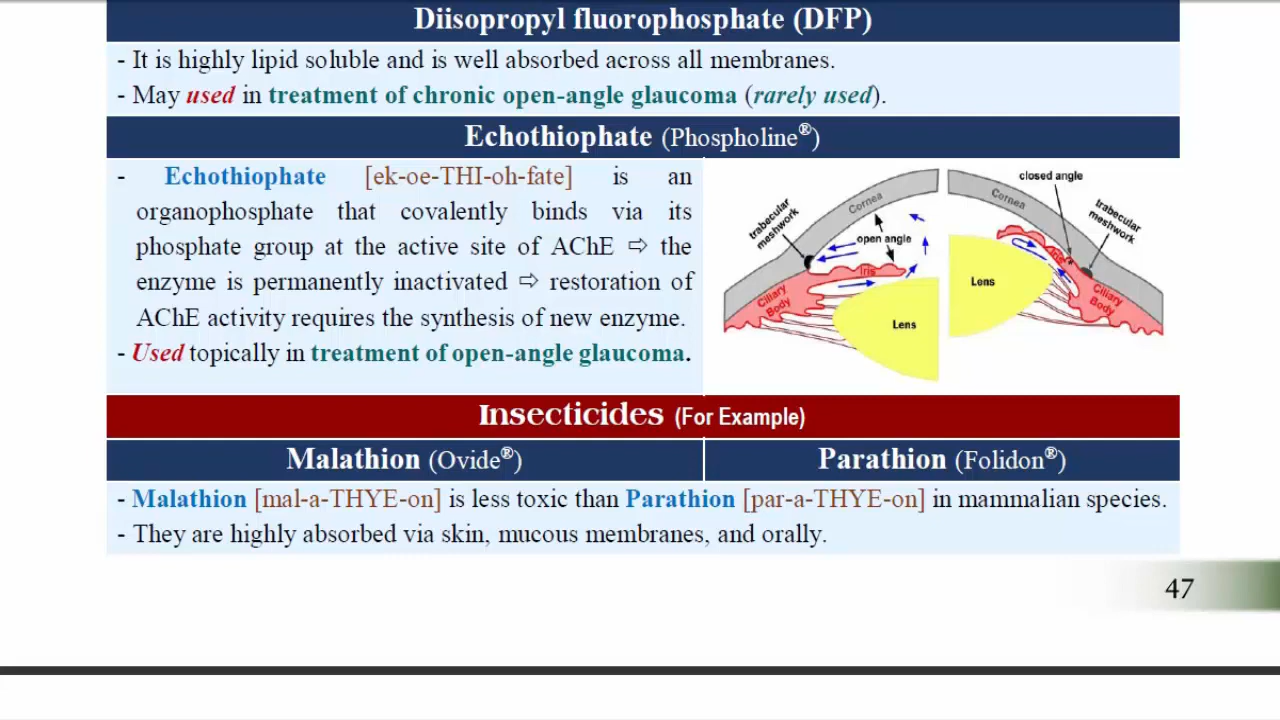 Diisopropyl fluorophosphate (DFP)
- It is highly lipid soluble and is well absorbed across all membranes.
- May used in treatment of chronic open-angle glaucoma (rarely used).
Echothiophate (Phospholine®)
- Echothiophate [ek-oe-THI-oh-fate] is an
organophosphate that covalently binds via its
phosphate group at the active site of AChE ⇨ the
enzyme is permanently inactivated ⇨ restoration of
AChE activity requires the synthesis of new enzyme.
- Used topically in treatment of open-angle glaucoma.
trabecular
meshwork
Cornea
open angle
Iris
Ciliary
Body
Lens
closed angle
Cornea
trabecular
meshwork
Iris
Lens
Ciliary
Body
Insecticides (For Example)
Malathion (Ovide®)
Parathion (Folidon®)
- Malathion [mal-a-THYE-on] is less toxic than Parathion [par-a-THYE-on] in mammalian species.
- They are highly absorbed via skin, mucous membranes, and orally.
47